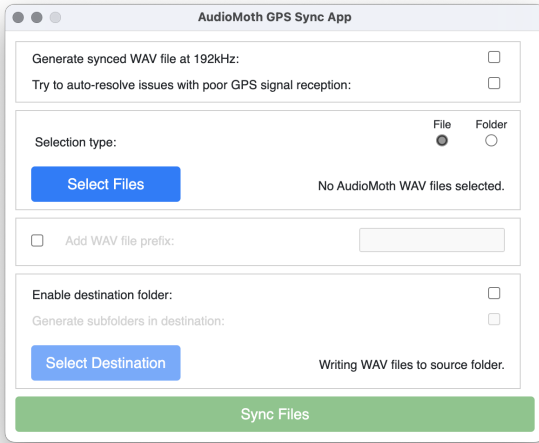 AudioMoth GPS Sync App
Generate synced WAV file at 192kHz:
Try to auto-resolve issues with poor GPS signal reception:
File Folder
Selection type:
Select Files No AudioMoth WAV files selected.
Add WAV file prefix:
Enable destination folder:
Generate subfolders in destination:
Select Destination Writing WAV files to source folder.
Sync Files